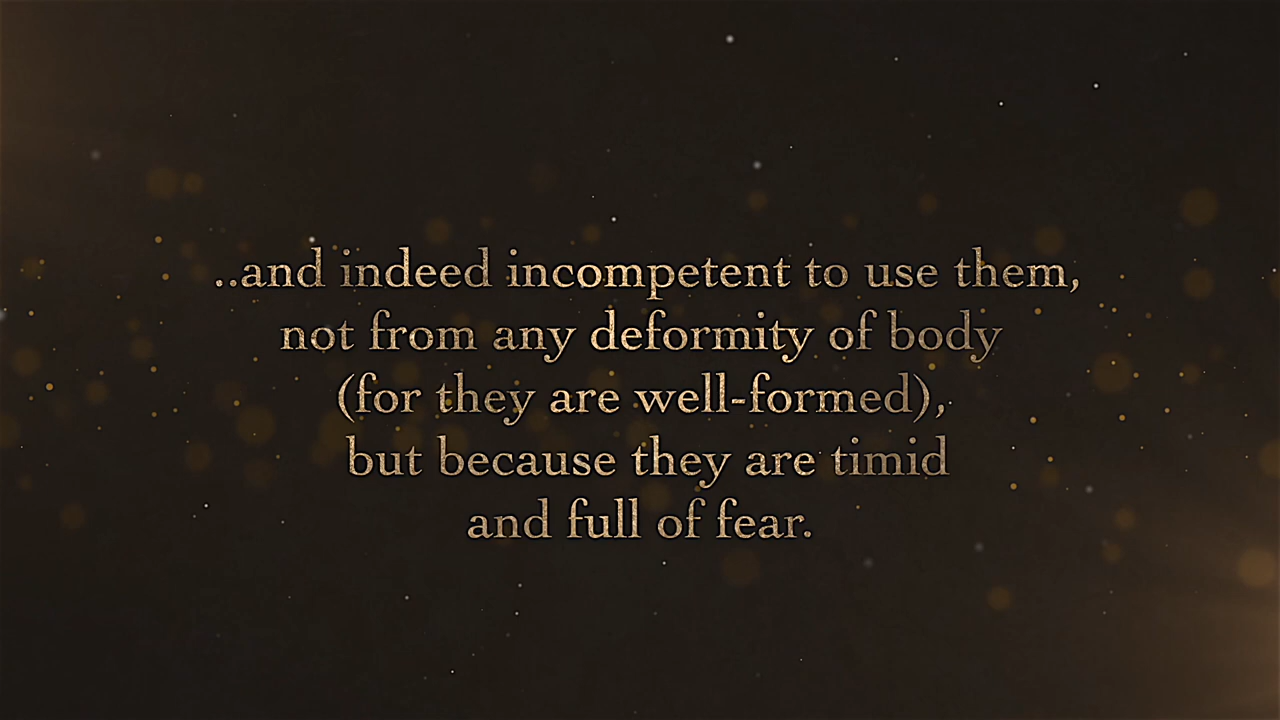 ..and indeed incompetent to use them,
not from any deformity of body
(for they are well-formed),
but because they are timid
and full of fear.